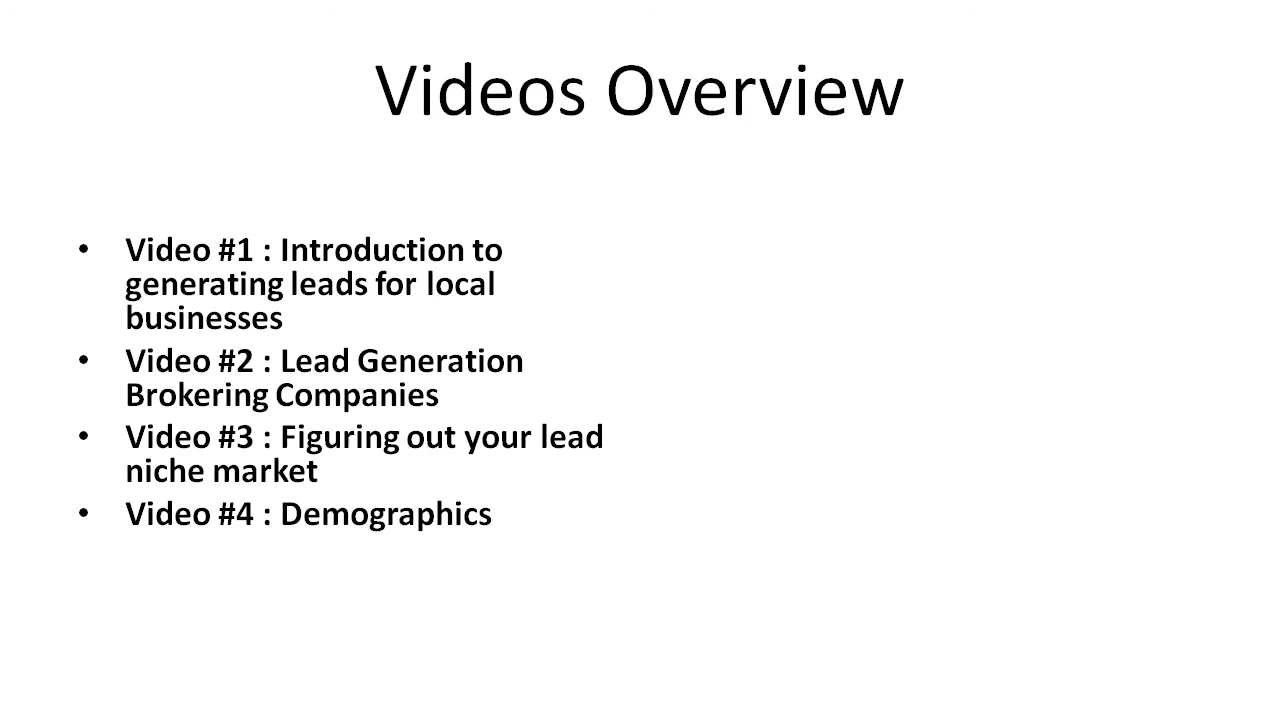 Videos Overview
• Video #1 : Introduction to
generating leads for local
businesses
• Video #2 : Lead Generation
Brokering Companies
• Video #3 : Figuring out your lead
niche market
• Video #4 : Demographics